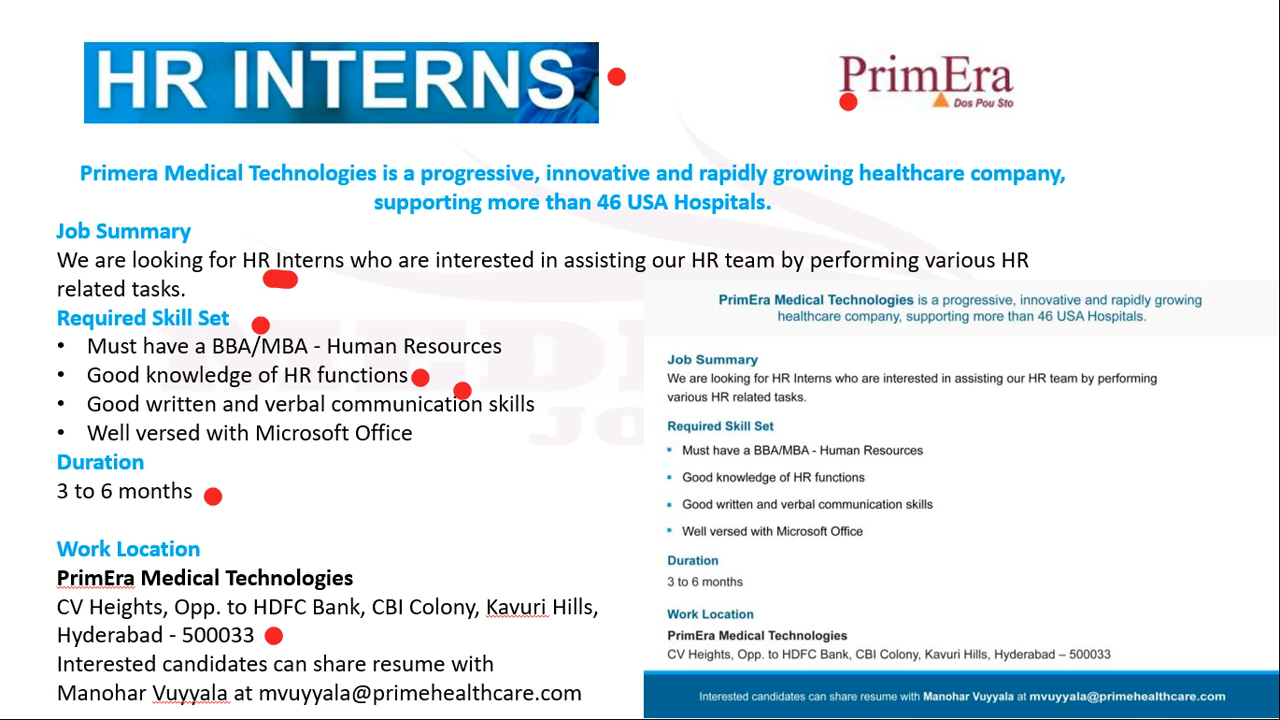 HR INTERNS
PrimEra
Dos Pou Sto
Primera Medical Technologies is a progressive, innovative and rapidly growing healthcare company,
supporting more than 46 USA Hospitals.
Job Summary
We are looking for HR Interns who are interested in assisting our HR team by performing various HR
related tasks.
Required Skill Set
• Must have a BBA/MBA - Human Resources
• Good knowledge of HR functions
• Good written and verbal communication skills
• Well versed with Microsoft Office
Duration
3 to 6 months
Work Location
PrimEra Medical Technologies
CV Heights, Opp. to HDFC Bank, CBI Colony, Kavuri Hills,
Hyderabad - 500033
Interested candidates can share resume with
Manohar Vuyyala at mvuyyala@primehealthcare.com
PrimEra Medical Technologies is a progressive, innovative and rapidly growing
healthcare company, supporting more than 46 USA Hospitals.
Job Summary
We are looking for HR Interns who are interested in assisting our HR team by performing
various HR related tasks.
Required Skill Set
▪ Must have a BBA/MBA - Human Resources
▪ Good knowledge of HR functions
▪ Good written and verbal communication skills
▪ Well versed with Microsoft Office
Duration
3 to 6 months
Work Location
PrimEra Medical Technologies
CV Heights, Opp. to HDFC Bank, CBI Colony, Kavuri Hills, Hyderabad – 500033
Interested candidates can share resume with Manohar Vuyyala at mvuyyala@primehealthcare.com